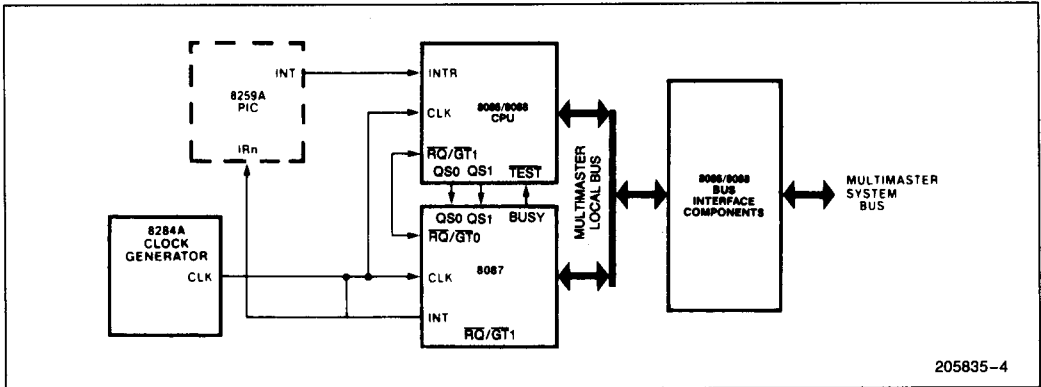 INT
8259A
PIC
IRn
INTR
8086/8088
CPU
CLK
RQ/GT1
QS0 QS1 TEST
QS0 QS1 BUSY
RQ/GT0
8087
CLK
INT
RQ/GT1
8284A
CLOCK
GENERATOR
CLK
MULTIMASTER
LOCAL BUS
8086/8088
BUS
INTERFACE
COMPONENTS
MULTIMASTER
SYSTEM
BUS
205835-4